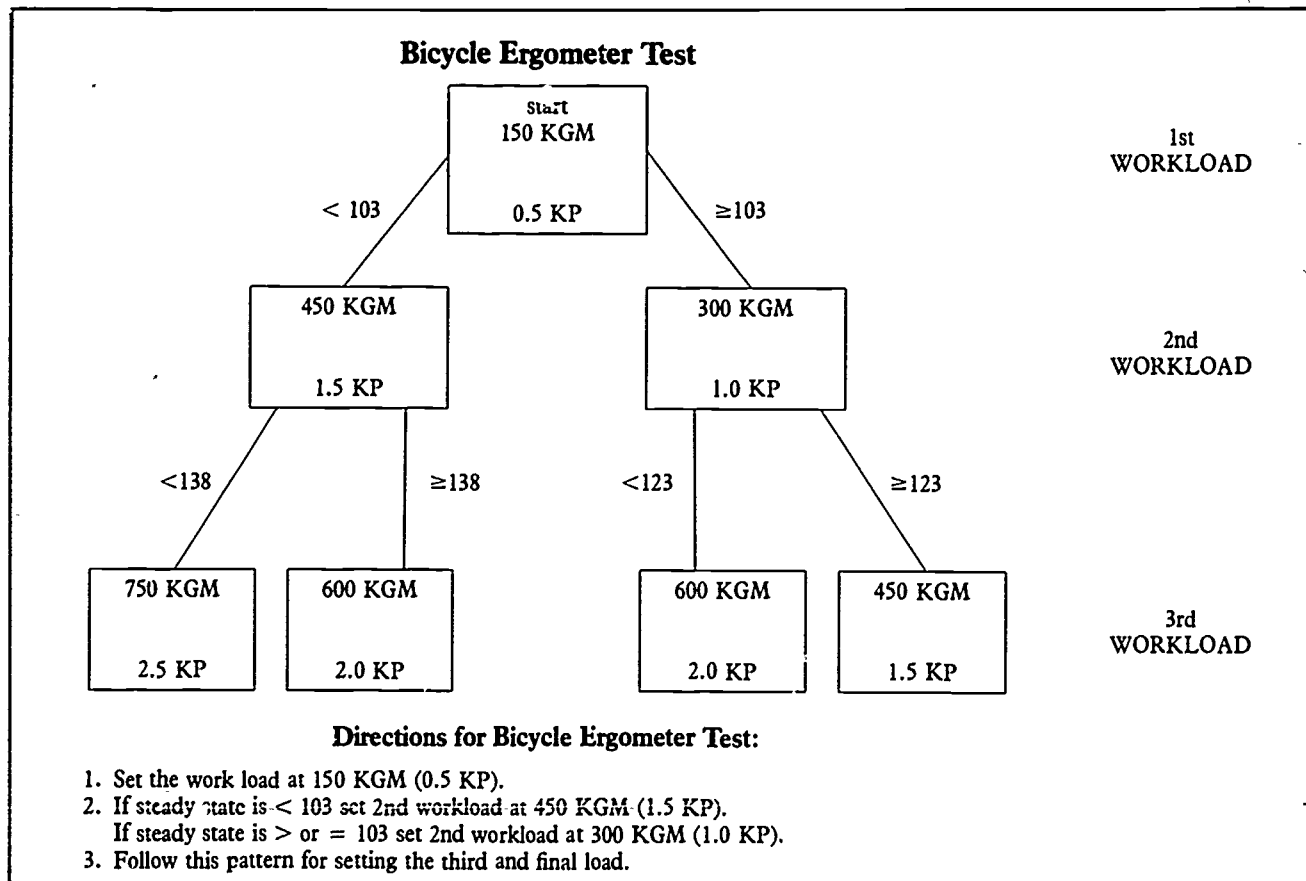 Bicycle Ergometer Test
Start
150 KGM
0.5 KP
1st
WORKLOAD
< 103
≥103
450 KGM
1.5 KP
300 KGM
1.0 KP
2nd
WORKLOAD
<138
≥138
<123
≥123
750 KGM
2.5 KP
600 KGM
2.0 KP
600 KGM
2.0 KP
450 KGM
1.5 KP
3rd
WORKLOAD
Directions for Bicycle Ergometer Test:
1. Set the work load at 150 KGM (0.5 KP).
2. If steady state is < 103 set 2nd workload at 450 KGM (1.5 KP).
If steady state is > or = 103 set 2nd workload at 300 KGM (1.0 KP).
3. Follow this pattern for setting the third and final load.